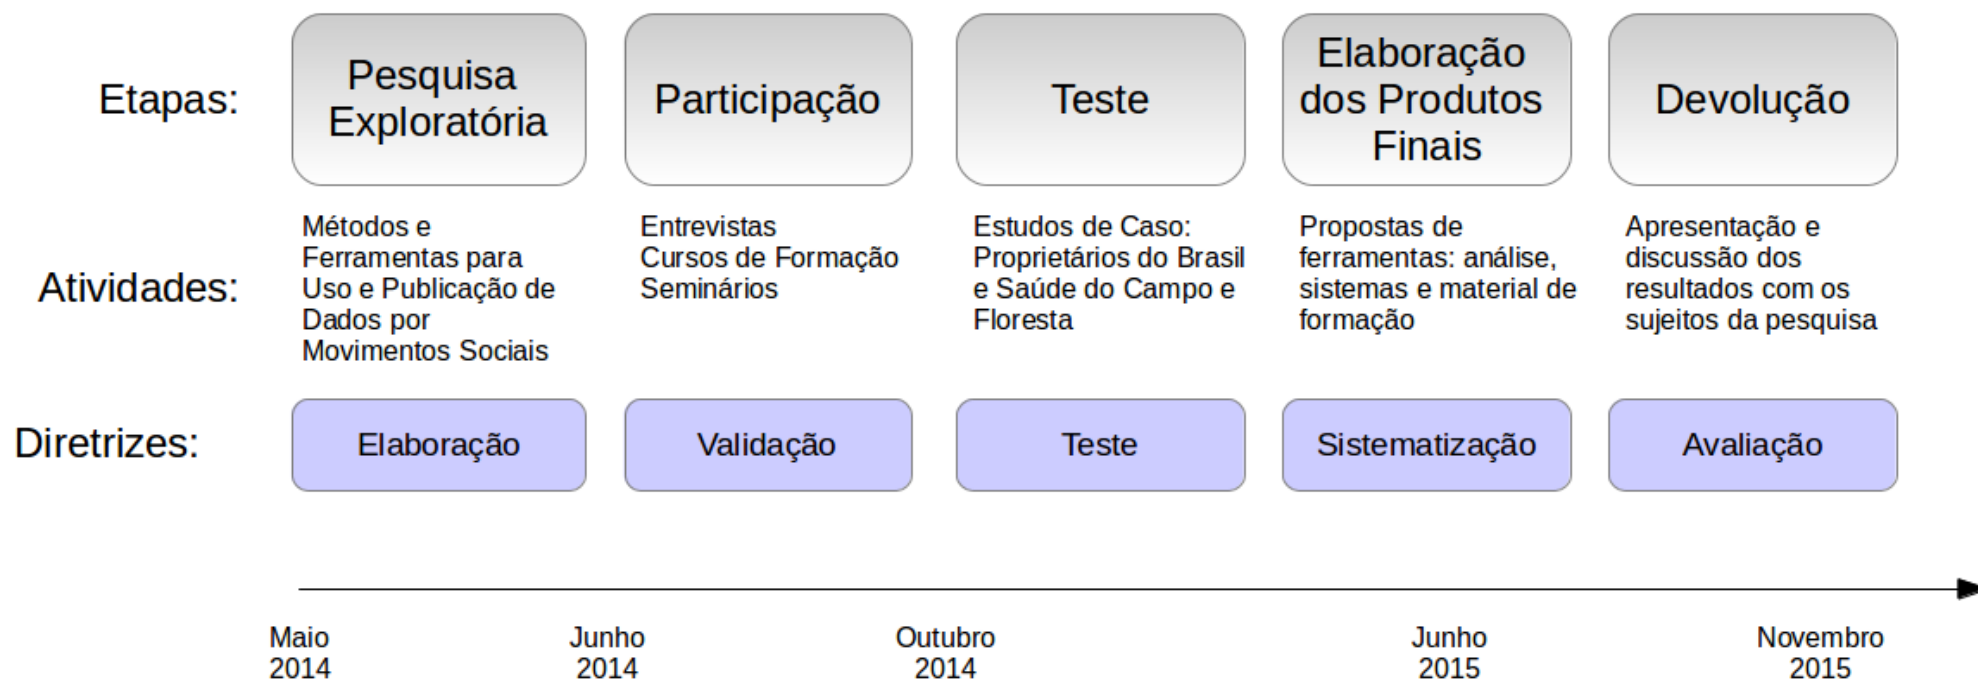 Etapas:
Pesquisa
Exploratória
Participação
Teste
Elaboração
dos Produtos
Finais
Devolução
Atividades:
Métodos e
Ferramentas para
Uso e Publicação de
Dados por
Movimentos Sociais
Entrevistas
Cursos de Formação
Seminários
Estudos de Caso:
Proprietários do Brasil
e Saúde do Campo e
Floresta
Propostas de
ferramentas: análise,
sistemas e material de
formação
Apresentação e
discussão dos
resultados com os
sujeitos da pesquisa
Diretrizes:
Elaboração
Validação
Teste
Sistematização
Avaliação
Maio
2014
Junho
2014
Outubro
2014
Junho
2015
Novembro
2015